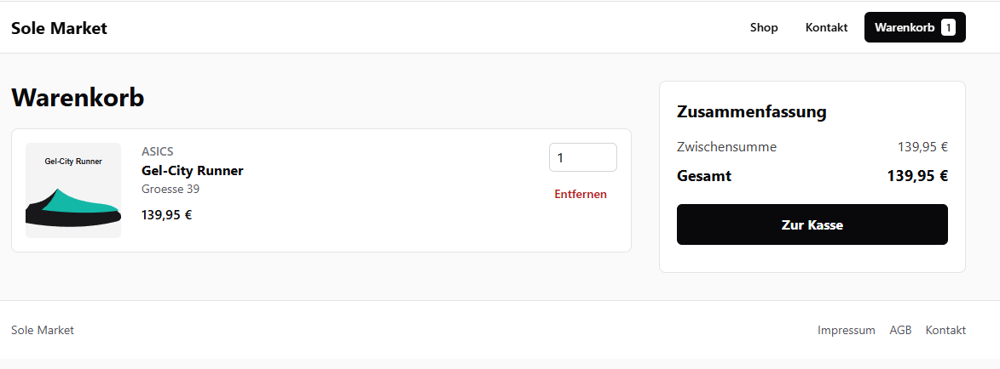 Sole Market
Shop
Kontakt
Warenkorb 1
Warenkorb
Gel-City Runner
ASICS
Gel-City Runner
Groesse 39
139,95 €
1
Entfernen
Zusammenfassung
Zwischensumme 139,95 €
Gesamt 139,95 €
Zur Kasse
Sole Market
Impressum
AGB
Kontakt